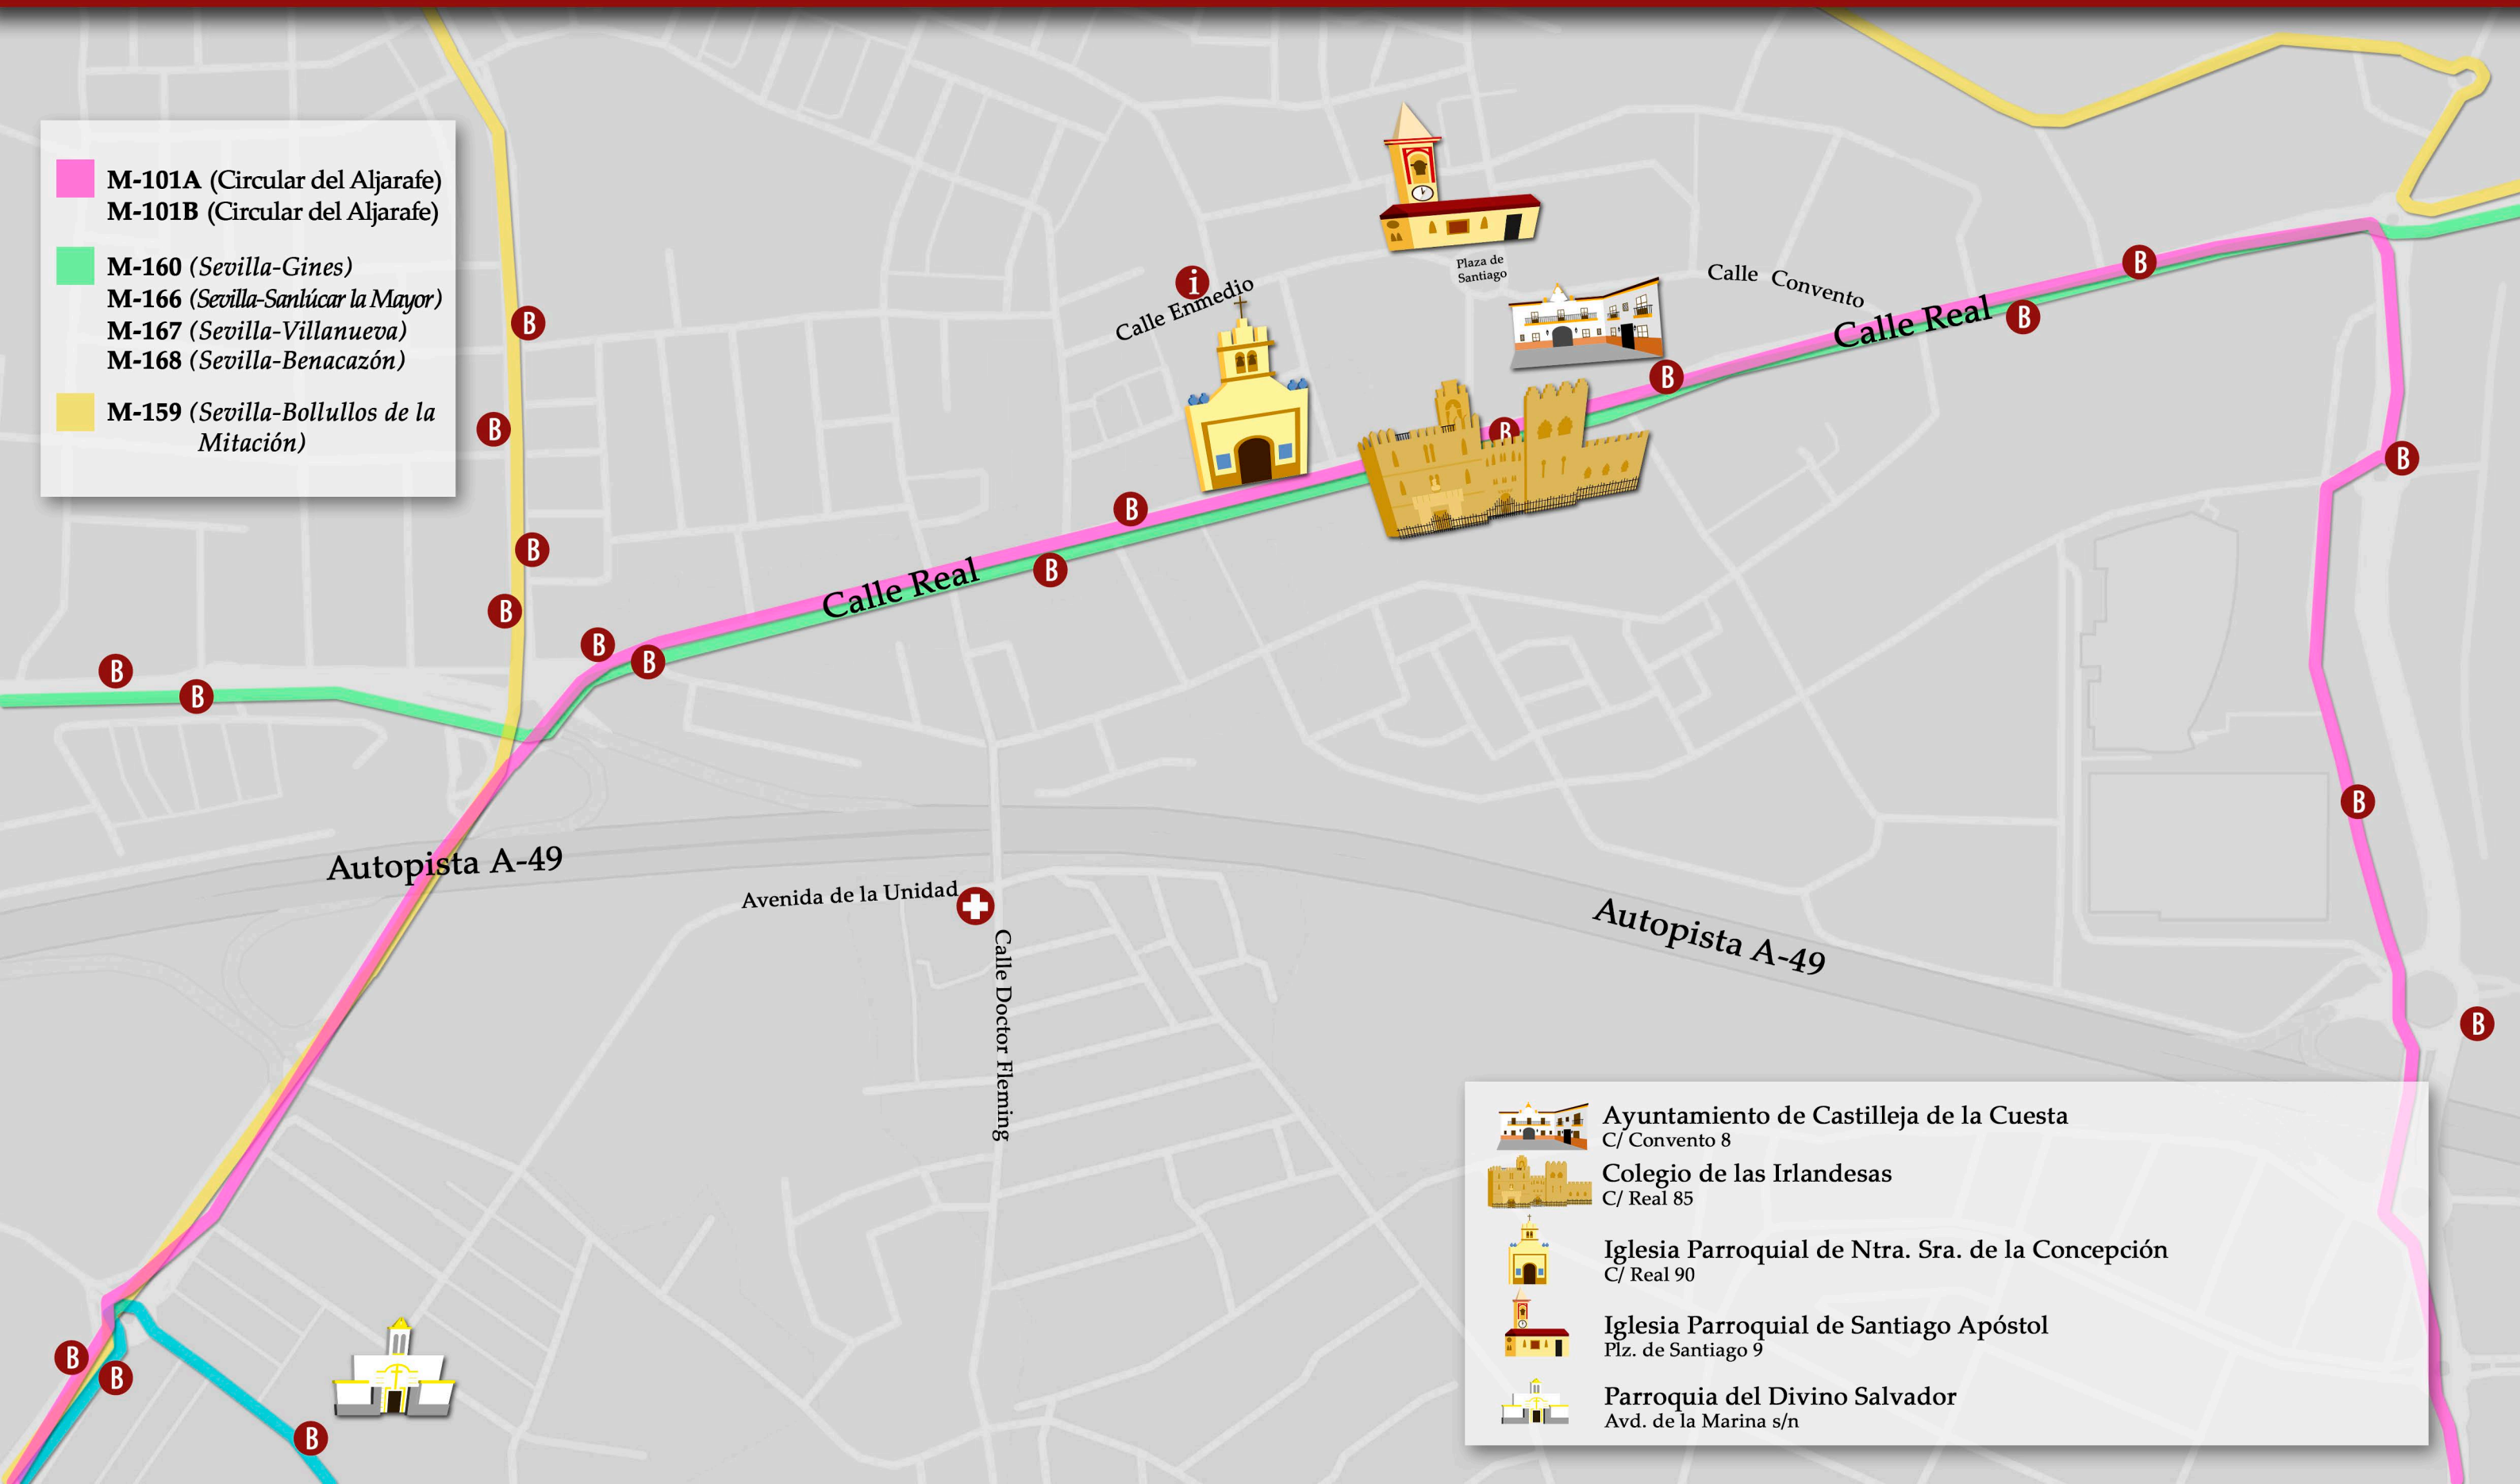 M-101A (Circular del Aljarafe)
M-101B (Circular del Aljarafe)
M-160 (Sevilla-Gines)
M-166 (Sevilla-Sanlúcar la Mayor)
M-167 (Sevilla-Villanueva)
M-168 (Sevilla-Benacazón)
M-159 (Sevilla-Bollullos de la
Mitación)
Plaza de
Santiago
i
Calle Enmedio
Calle Convento
Calle Real
B
B
B
B
B
B
B
B
B
B
Calle Real
B
B
B
B
B
B
B
Autopista A-49
Avenida de la Unidad
Calle Doctor Fleming
Autopista A-49
B
B
B
B
Ayuntamiento de Castilleja de la Cuesta
C/ Convento 8
Colegio de las Irlandesas
C/ Real 85
Iglesia Parroquial de Ntra. Sra. de la Concepción
C/ Real 90
Iglesia Parroquial de Santiago Apóstol
Plz. de Santiago 9
Parroquia del Divino Salvador
Avd. de la Marina s/n